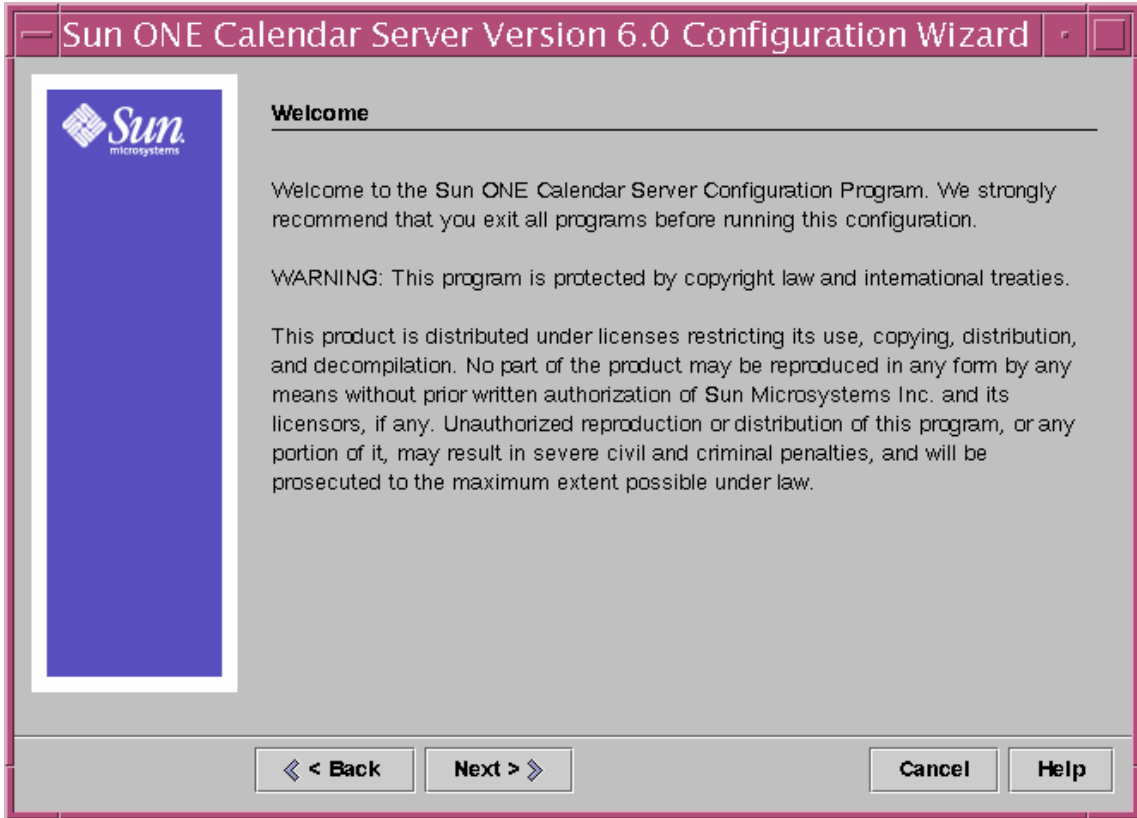 Sun ONE Calendar Server Version 6.0 Configuration Wizard
Sun
microsystems
Welcome
Welcome to the Sun ONE Calendar Server Configuration Program. We strongly
recommend that you exit all programs before running this configuration.
WARNING: This program is protected by copyright law and international treaties.
This product is distributed under licenses restricting its use, copying, distribution,
and decompilation. No part of the product may be reproduced in any form by any
means without prior written authorization of Sun Microsystems Inc. and its
licensors, if any. Unauthorized reproduction or distribution of this program, or any
portion of it, may result in severe civil and criminal penalties, and will be
prosecuted to the maximum extent possible under law.
< Back
Next >
Cancel
Help